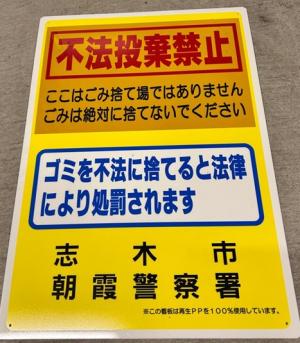 不法投棄禁止
ここはごみ捨て場ではありません
ごみは絶対に捨てないでください
ゴミを不法に捨てると法律
により処罰されます
志木市
朝霞警察署
※この看板は再生PPを100%使用しています。